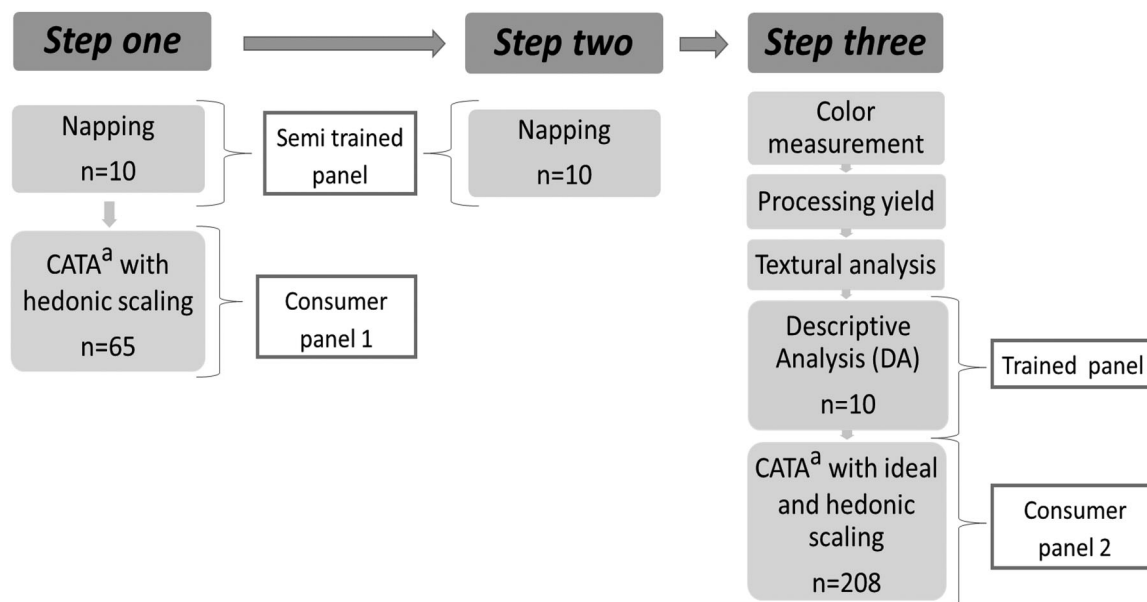 Step one
Step two
Step three
Napping
n=10
Semi trained
panel
Napping
n=10
CATAa with
hedonic scaling
n=65
Consumer
panel 1
Color
measurement
Processing yield
Textural analysis
Descriptive
Analysis (DA)
n=10
Trained panel
CATAa with ideal
and hedonic
scaling
n=208
Consumer
panel 2